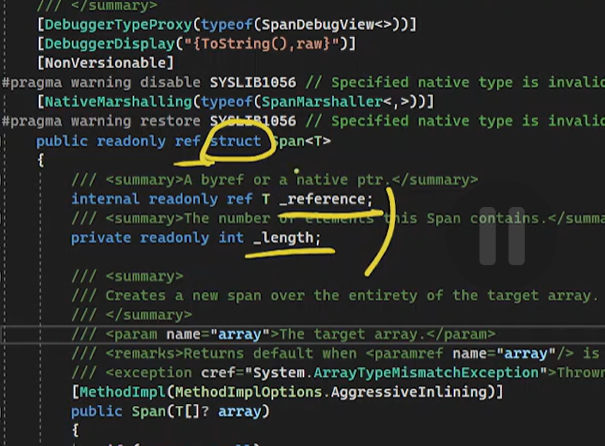 /// </summary>
[DebuggerTypeProxy(typeof(SpanDebugView<>))]
[DebuggerDisplay("{ToString(),raw}")]
[NonVersionable]
#pragma warning disable SYSLIB1056 // Specified native type is invalid
[NativeMarshalling(typeof(SpanMarshaller<,>))]
#pragma warning restore SYSLIB1056 // Specified native type is invalid
public readonly ref struct Span<T>
{
/// <summary>A byref or a native ptr.</summary>
internal readonly ref T _reference;
/// <summary>The number of elements this Span contains.</summa
private readonly int _length;
/// <summary>
/// Creates a new span over the entirety of the target array.
/// </summary>
/// <param name="array">The target array.</param>
/// <remarks>Returns default when <paramref name="array"/> is
/// <exception cref="System.ArrayTypeMismatchException">Thrown
[MethodImpl(MethodImplOptions.AggressiveInlining)]
public Span(T[]? array)
{